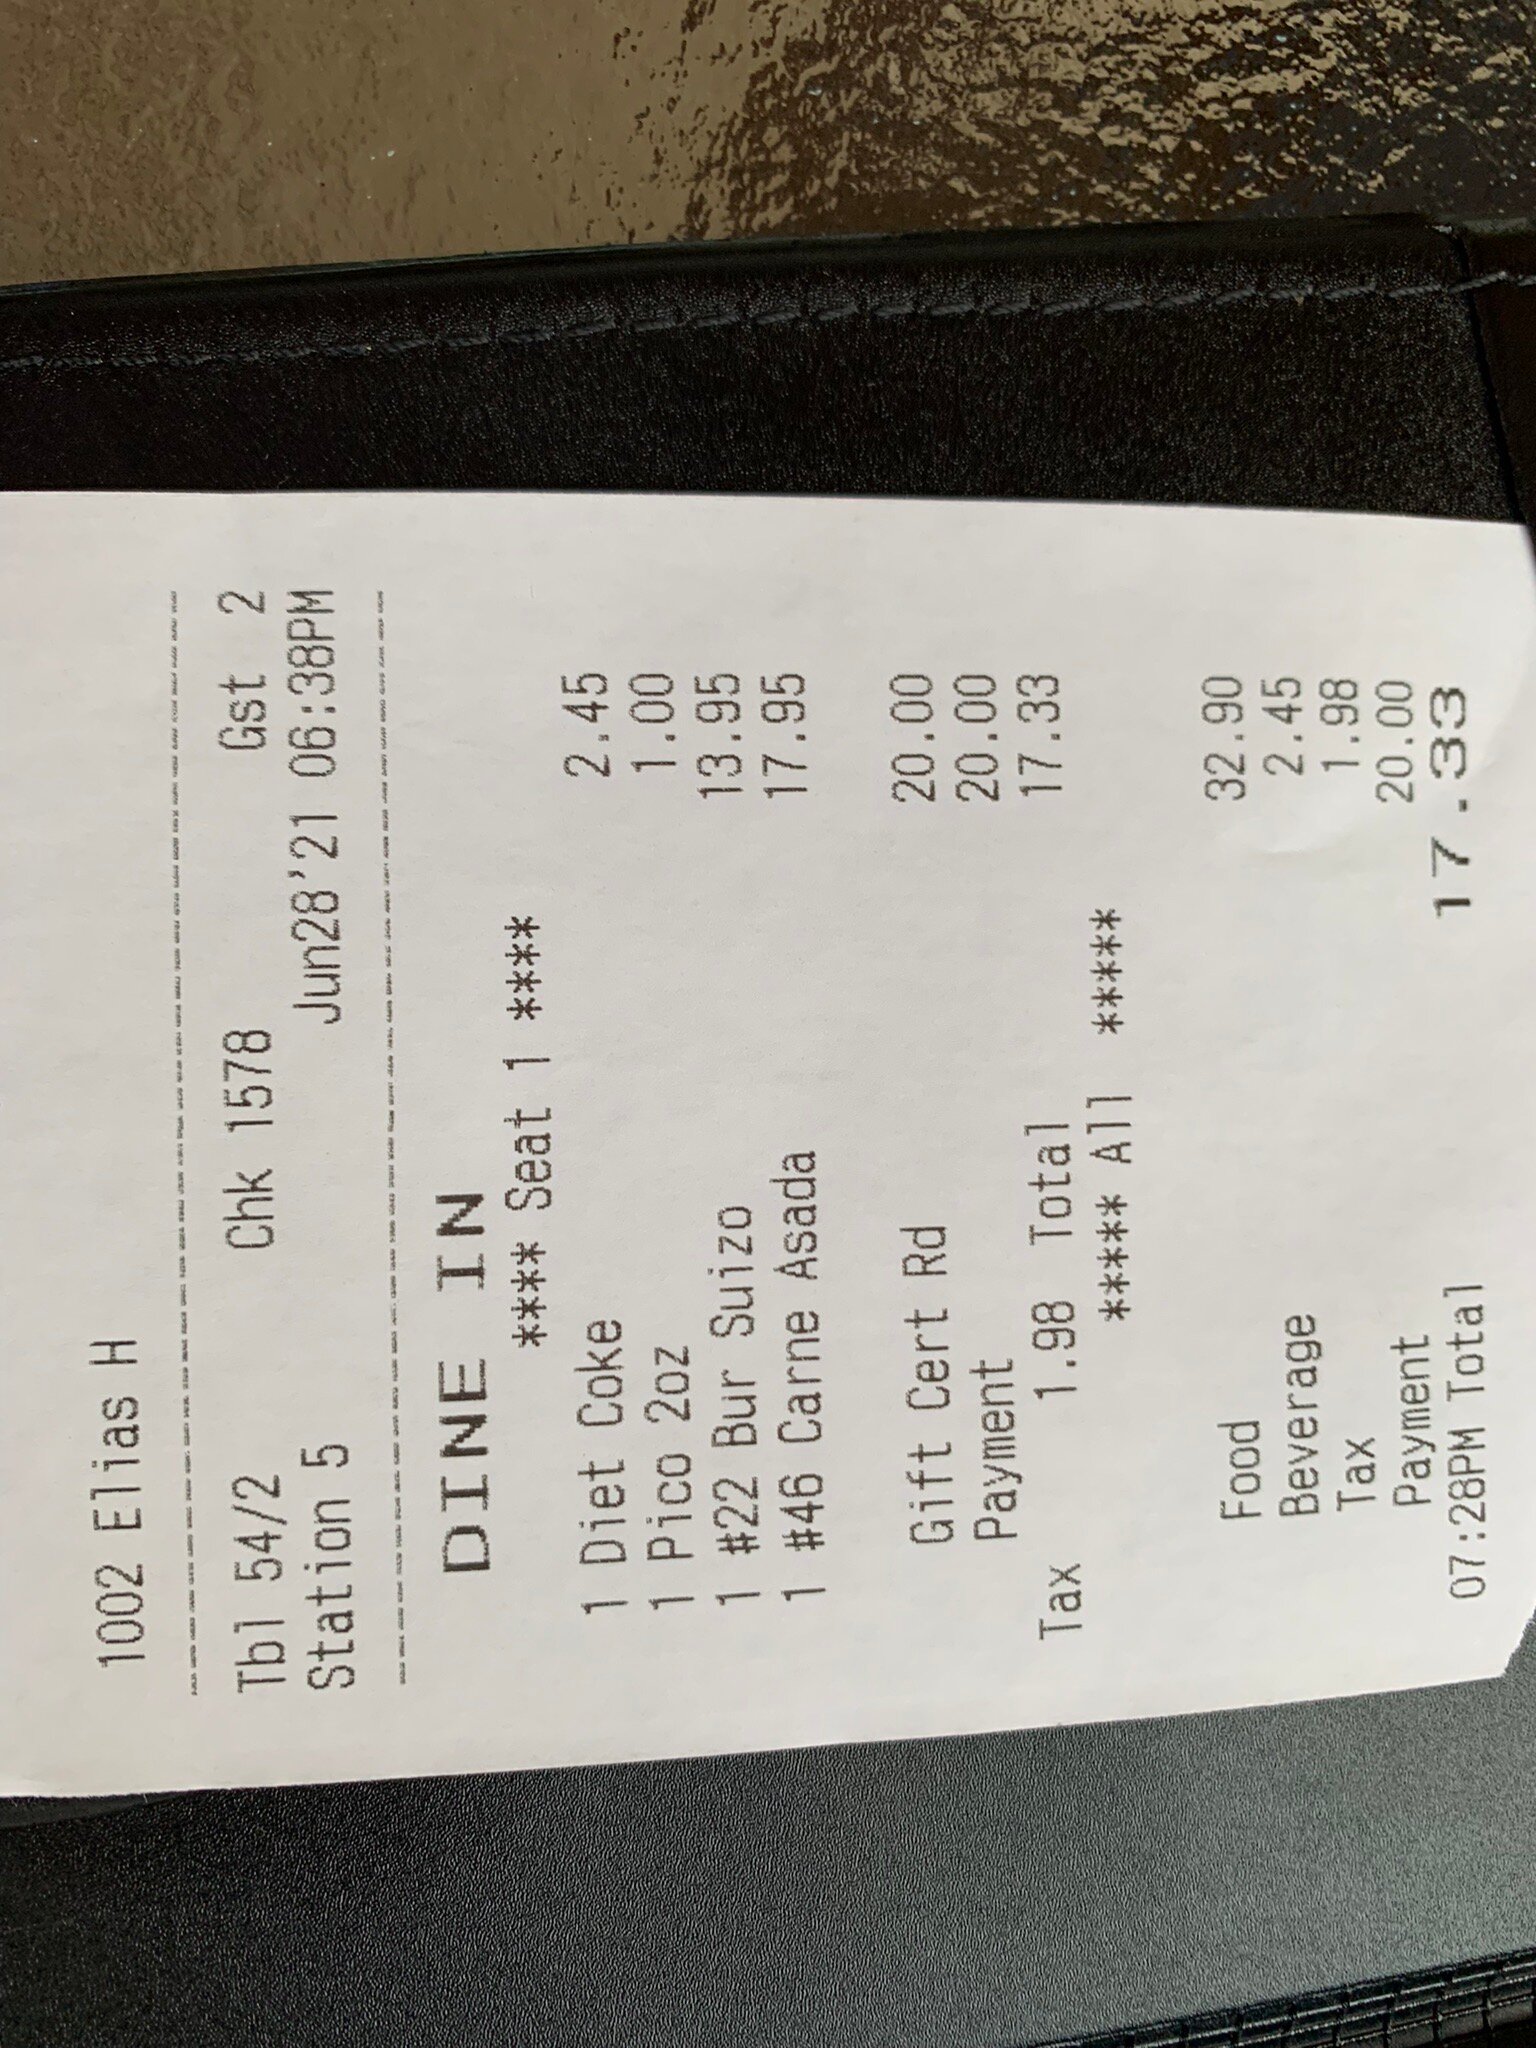 1002 Elias H
Tbl 54/2 Chk 1578 Gst 2
Station 5 Jun28'21 06:38PM
DINE IN
**** Seat 1 ****
1 Diet Coke 2.45
1 Pico 2oz 1.00
1 #22 Bur Suizo 13.95
1 #46 Carne Asada 17.95
Gift Cert Rd 20.00
Payment 20.00
Tax 1.98 Total 17.33
***** All *****
Food 32.90
Beverage 2.45
Tax 1.98
Payment 20.00
07:28PM Total 17.33